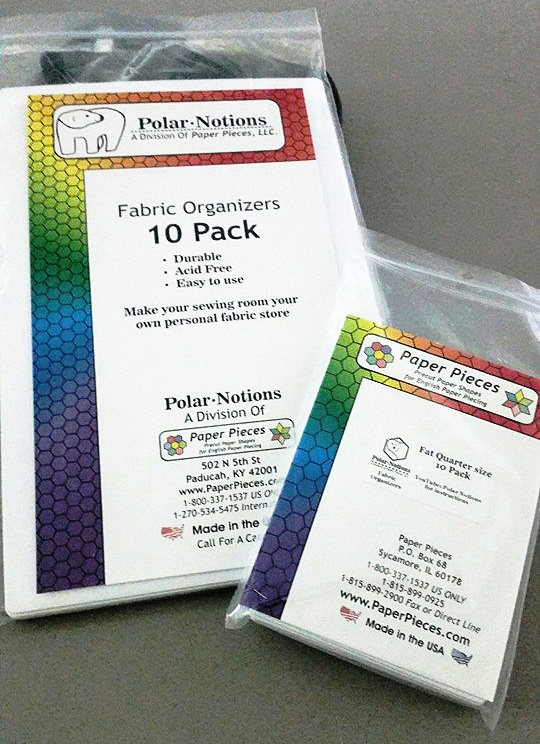 Polar·Notions
A Division Of Paper Pieces, LLC.
Fabric Organizers
10 Pack
• Durable
• Acid Free
• Easy to use
Make your sewing room your
own personal fabric store
Polar·Notions
A Division Of
Paper Pieces
Precut Paper Shapes
for English Paper Piecing
502 N 5th St
Paducah, KY 42001
www.PaperPieces.
1-800-337-1537 US
1-270-534-5475
Made in the
Call For A
Paper Pieces
Precut Paper Shapes
for English Paper Piecing
Polar·Notions
Fabric
Organizers
Fat Quarter size
10 Pack
YouTube: Polar Notions
for instructions
Paper Pieces
P.O. Box 68
Sycamore, IL 60178
1-800-337-1537 US ONLY
1-815-899-0925
1-815-899-2900 Fax or Direct Line
www.PaperPieces.com
Made in the USA